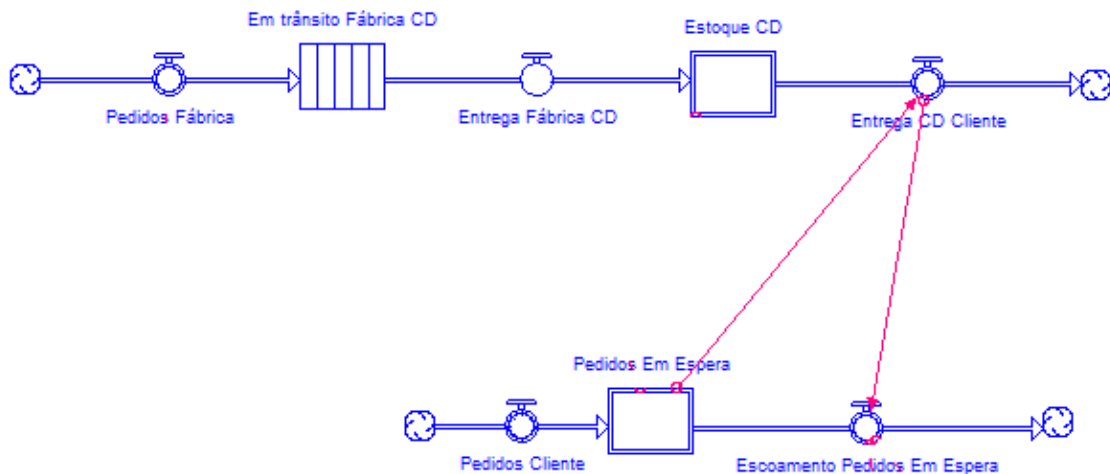 Em trânsito Fábrica CD
Estoque CD
Pedidos Fábrica
Entrega Fábrica CD
Entrega CD Cliente
Pedidos Em Espera
Pedidos Cliente
Escoamento Pedidos Em Espera